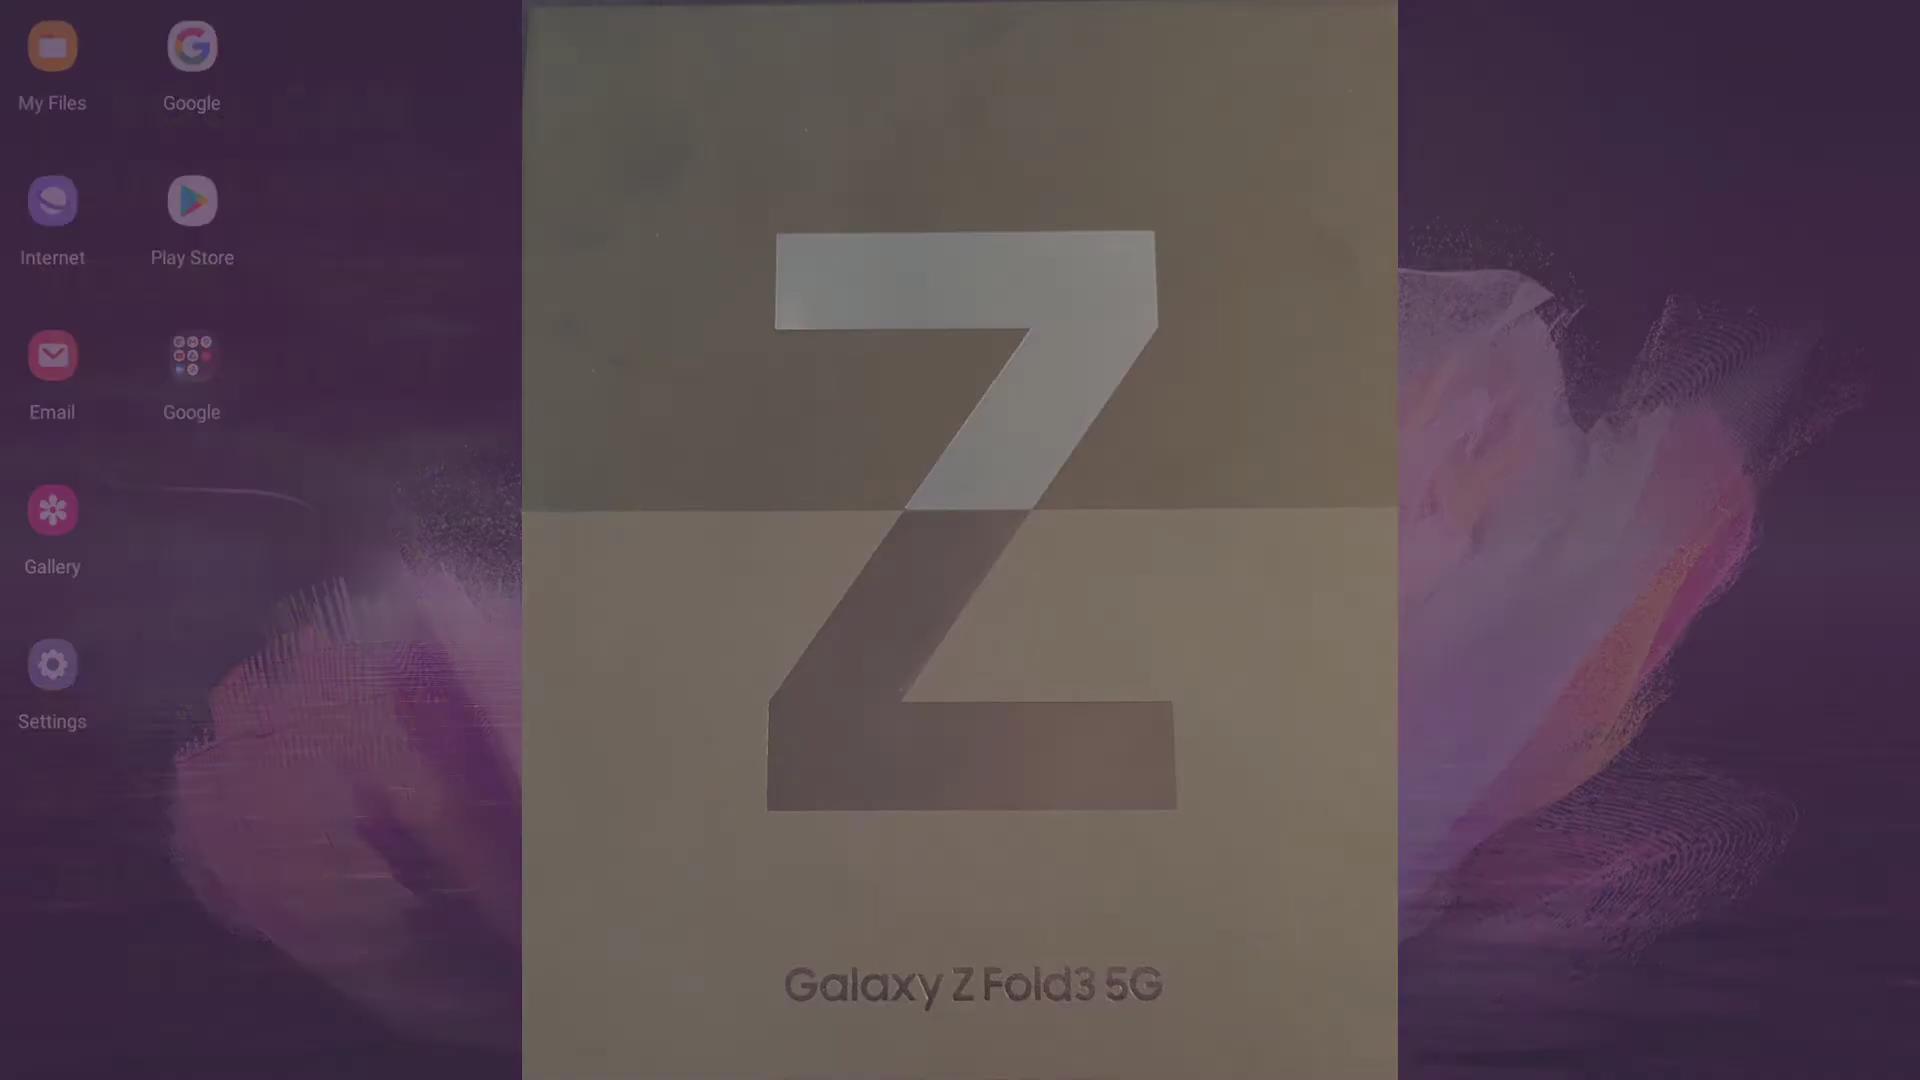 My Files
Google
Internet
Play Store
Email
Google
Gallery
Settings
Z
Galaxy Z Fold3 5G